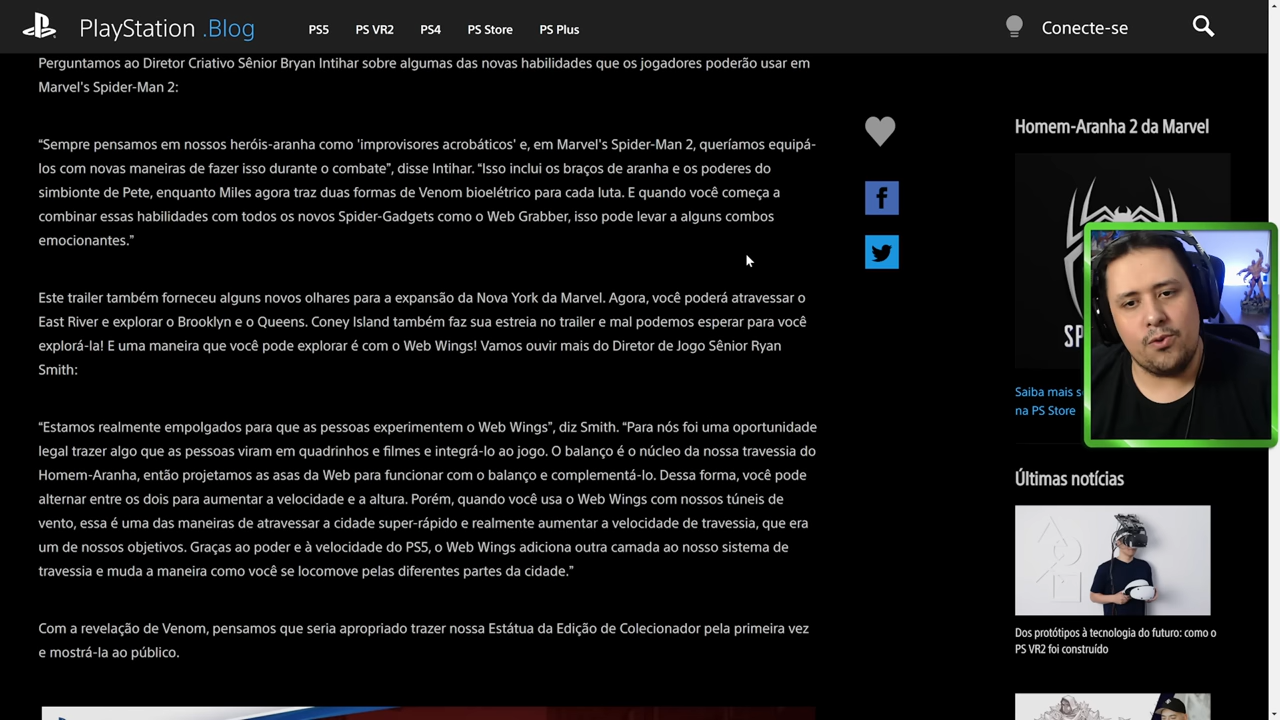 PlayStation .Blog
PS5
PS VR2
PS4
PS Store
PS Plus
Conecte-se
Perguntamos ao Diretor Criativo Sênior Bryan Intihar sobre algumas das novas habilidades que os jogadores poderão usar em
Marvel's Spider-Man 2:
“Sempre pensamos em nossos heróis-aranha como 'improvisores acrobáticos' e, em Marvel's Spider-Man 2, queríamos equipá-
los com novas maneiras de fazer isso durante o combate”, disse Intihar. “Isso inclui os braços de aranha e os poderes do
simbionte de Pete, enquanto Miles agora traz duas formas de Venom bioelétrico para cada luta. E quando você começa a
combinar essas habilidades com todos os novos Spider-Gadgets como o Web Grabber, isso pode levar a alguns combos
emocionantes.”
Este trailer também forneceu alguns novos olhares para a expansão da Nova York da Marvel. Agora, você poderá atravessar o
East River e explorar o Brooklyn e o Queens. Coney Island também faz sua estreia no trailer e mal podemos esperar para você
explorá-la! E uma maneira que você pode explorar é com o Web Wings! Vamos ouvir mais do Diretor de Jogo Sênior Ryan
Smith:
“Estamos realmente empolgados para que as pessoas experimentem o Web Wings”, diz Smith. “Para nós foi uma oportunidade
legal trazer algo que as pessoas viram em quadrinhos e filmes e integrá-lo ao jogo. O balanço é o núcleo da nossa travessia do
Homem-Aranha, então projetamos as asas da Web para funcionar com o balanço e complementá-lo. Dessa forma, você pode
alternar entre os dois para aumentar a velocidade e a altura. Porém, quando você usa o Web Wings com nossos túneis de
vento, essa é uma das maneiras de atravessar a cidade super-rápido e realmente aumentar a velocidade de travessia, que era
um de nossos objetivos. Graças ao poder e à velocidade do PS5, o Web Wings adiciona outra camada ao nosso sistema de
travessia e muda a maneira como você se locomove pelas diferentes partes da cidade.”
Com a revelação de Venom, pensamos que seria apropriado trazer nossa Estátua da Edição de Colecionador pela primeira vez
e mostrá-la ao público.
Homem-Aranha 2 da Marvel
SP
Saiba mais s
na PS Store
Últimas notícias
Dos protótipos à tecnologia do futuro: como o
PS VR2 foi construído